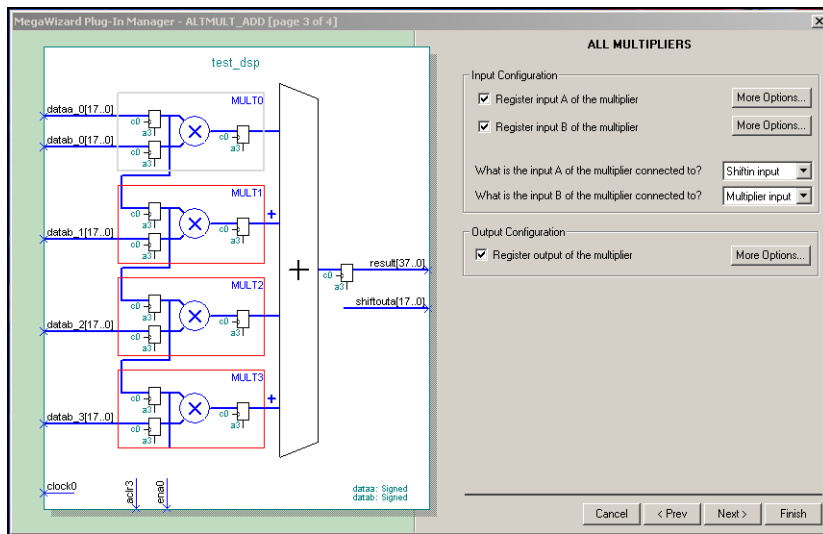 MegaWizard Plug-In Manager - ALTMULT_ADD [page 3 of 4]
test_dsp
MULT0
dataa_0[17..0]
c0
a3
c0
a3
datab_0[17..0]
c0
a3
MULT1
c0
a3
+
c0
a3
datab_1[17..0]
c0
a3
MULT2
c0
a3
c0
a3
datab_2[17..0]
c0
a3
MULT3
c0
a3
+
c0
a3
datab_3[17..0]
c0
a3
+
result[37..0]
c0
a3
shiftouta[17..0]
clock0
aclr3
ena0
dataa: Signed
datab: Signed
ALL MULTIPLIERS
Input Configuration
Register input A of the multiplier More Options...
Register input B of the multiplier More Options...
What is the input A of the multiplier connected to? Shiftin input
What is the input B of the multiplier connected to? Multiplier input
Output Configuration
Register output of the multiplier More Options...
Cancel < Prev Next > Finish